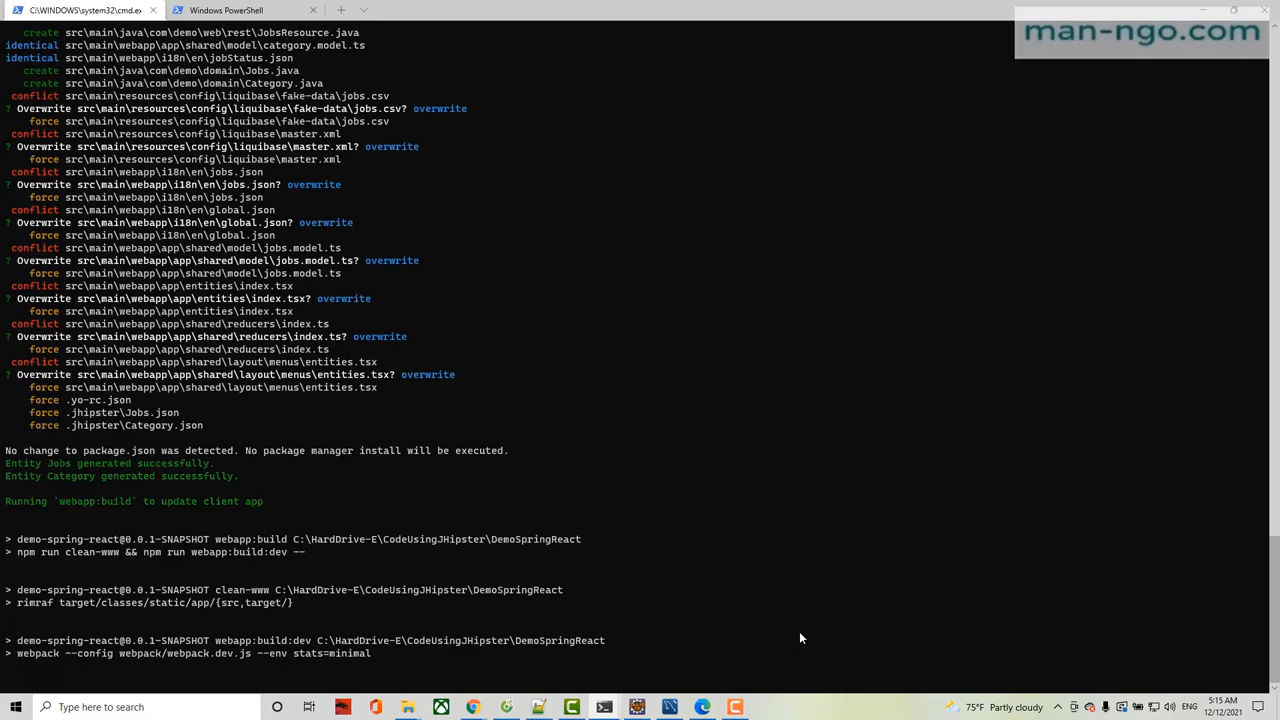 C:\WINDOWS\system32\cmd.ex
Windows PowerShell
man-ngo.com
create src\main\java\com\demo\web\rest\JobsResource.java
identical src\main\webapp\app\shared\model\category.model.ts
identical src\main\webapp\i18n\en\jobStatus.json
create src\main\java\com\demo\domain\Jobs.java
create src\main\java\com\demo\domain\Category.java
conflict src\main\resources\config\liquibase\fake-data\jobs.csv
? Overwrite src\main\resources\config\liquibase\fake-data\jobs.csv? overwrite
force src\main\resources\config\liquibase\fake-data\jobs.csv
conflict src\main\resources\config\liquibase\master.xml
? Overwrite src\main\resources\config\liquibase\master.xml? overwrite
force src\main\resources\config\liquibase\master.xml
conflict src\main\webapp\i18n\en\jobs.json
? Overwrite src\main\webapp\i18n\en\jobs.json? overwrite
force src\main\webapp\i18n\en\jobs.json
conflict src\main\webapp\i18n\en\global.json
? Overwrite src\main\webapp\i18n\en\global.json? overwrite
force src\main\webapp\i18n\en\global.json
conflict src\main\webapp\app\shared\model\jobs.model.ts
? Overwrite src\main\webapp\app\shared\model\jobs.model.ts? overwrite
force src\main\webapp\app\shared\model\jobs.model.ts
conflict src\main\webapp\app\entities\index.tsx
? Overwrite src\main\webapp\app\entities\index.tsx? overwrite
force src\main\webapp\app\entities\index.tsx
conflict src\main\webapp\app\shared\reducers\index.ts
? Overwrite src\main\webapp\app\shared\reducers\index.ts? overwrite
force src\main\webapp\app\shared\reducers\index.ts
conflict src\main\webapp\app\shared\layout\menus\entities.tsx
? Overwrite src\main\webapp\app\shared\layout\menus\entities.tsx? overwrite
force src\main\webapp\app\shared\layout\menus\entities.tsx
force .yo-rc.json
force .jhipster\Jobs.json
force .jhipster\Category.json
No change to package.json was detected. No package manager install will be executed.
Entity Jobs generated successfully.
Entity Category generated successfully.
Running `webapp:build` to update client app
> demo-spring-react@0.0.1-SNAPSHOT webapp:build C:\HardDrive-E\CodeUsingJHipster\DemoSpringReact
> npm run clean-www && npm run webapp:build:dev --
> demo-spring-react@0.0.1-SNAPSHOT clean-www C:\HardDrive-E\CodeUsingJHipster\DemoSpringReact
> rimraf target/classes/static/app/{src,target/}
> demo-spring-react@0.0.1-SNAPSHOT webapp:build:dev C:\HardDrive-E\CodeUsingJHipster\DemoSpringReact
> webpack --config webpack/webpack.dev.js --env stats=minimal
Type here to search
75°F Partly cloudy
ENG
5:15 AM
12/12/2021